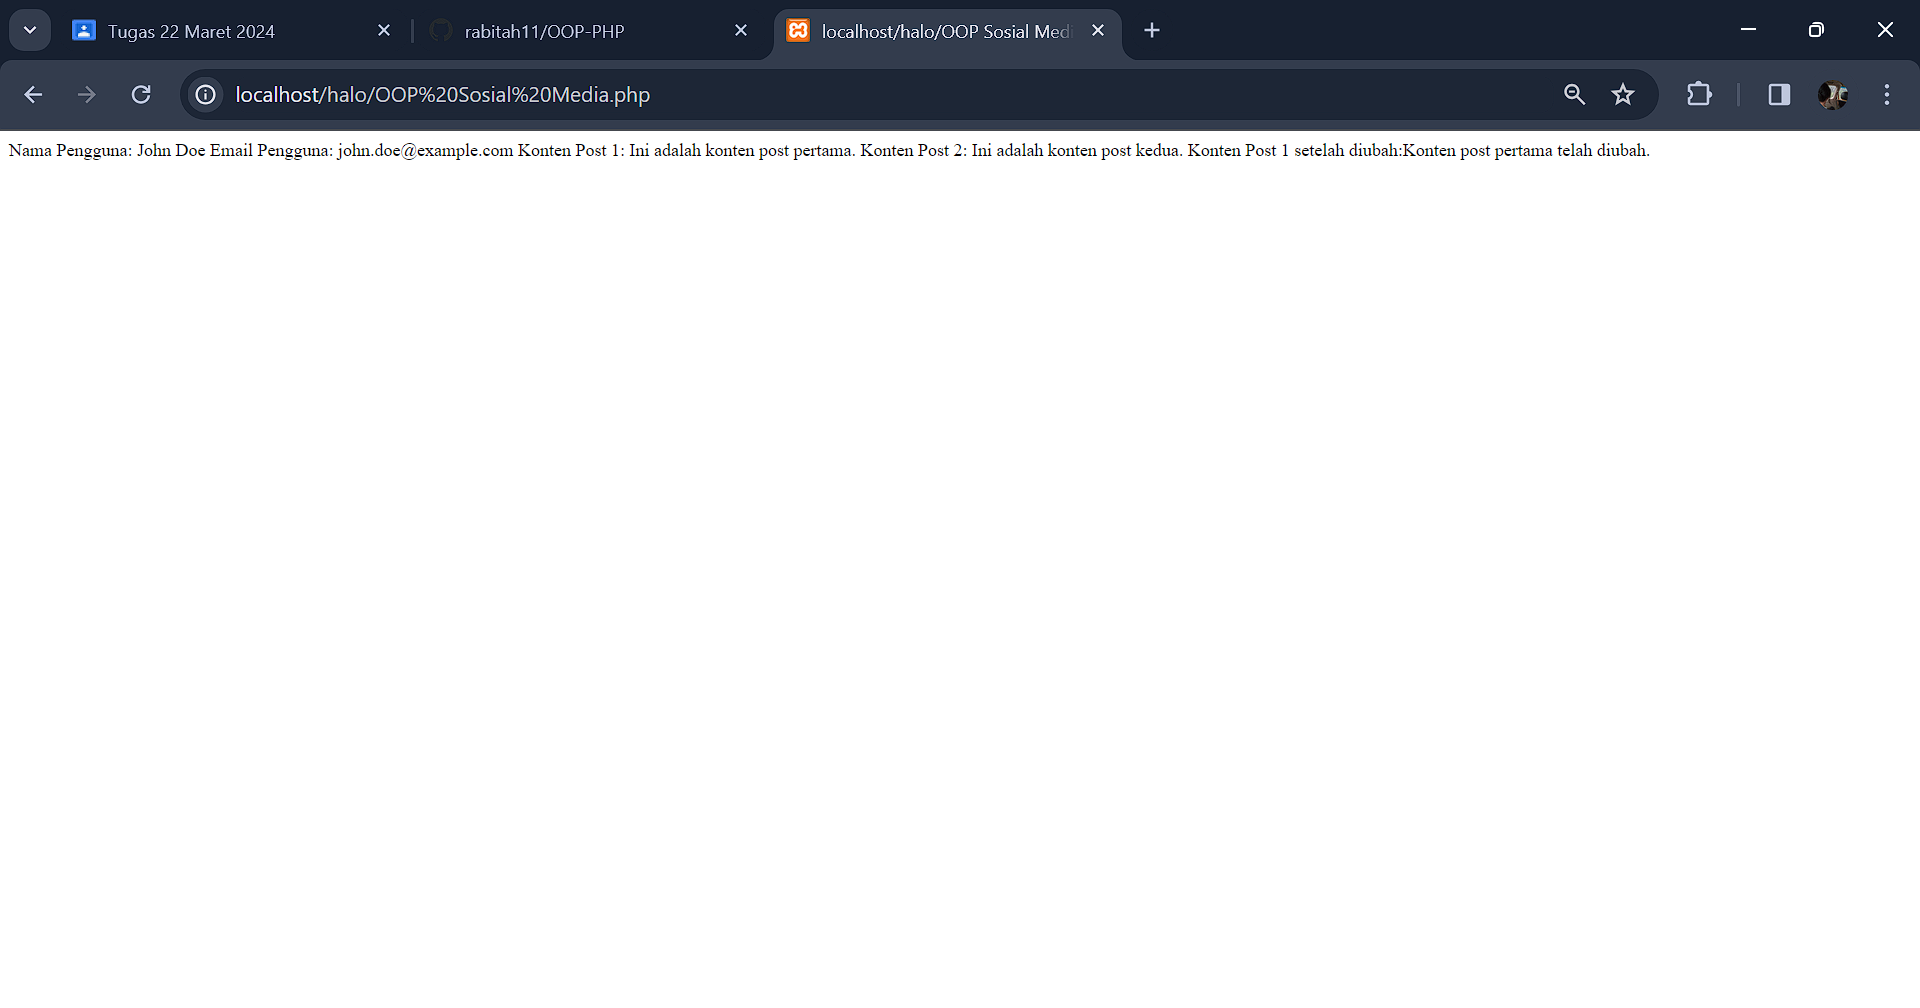 Tugas 22 Maret 2024
rabitah11/OOP-PHP
localhost/halo/OOP Sosial Medi
localhost/halo/OOP%20Sosial%20Media.php
Nama Pengguna: John Doe Email Pengguna: john.doe@example.com Konten Post 1: Ini adalah konten post pertama. Konten Post 2: Ini adalah konten post kedua. Konten Post 1 setelah diubah:Konten post pertama telah diubah.